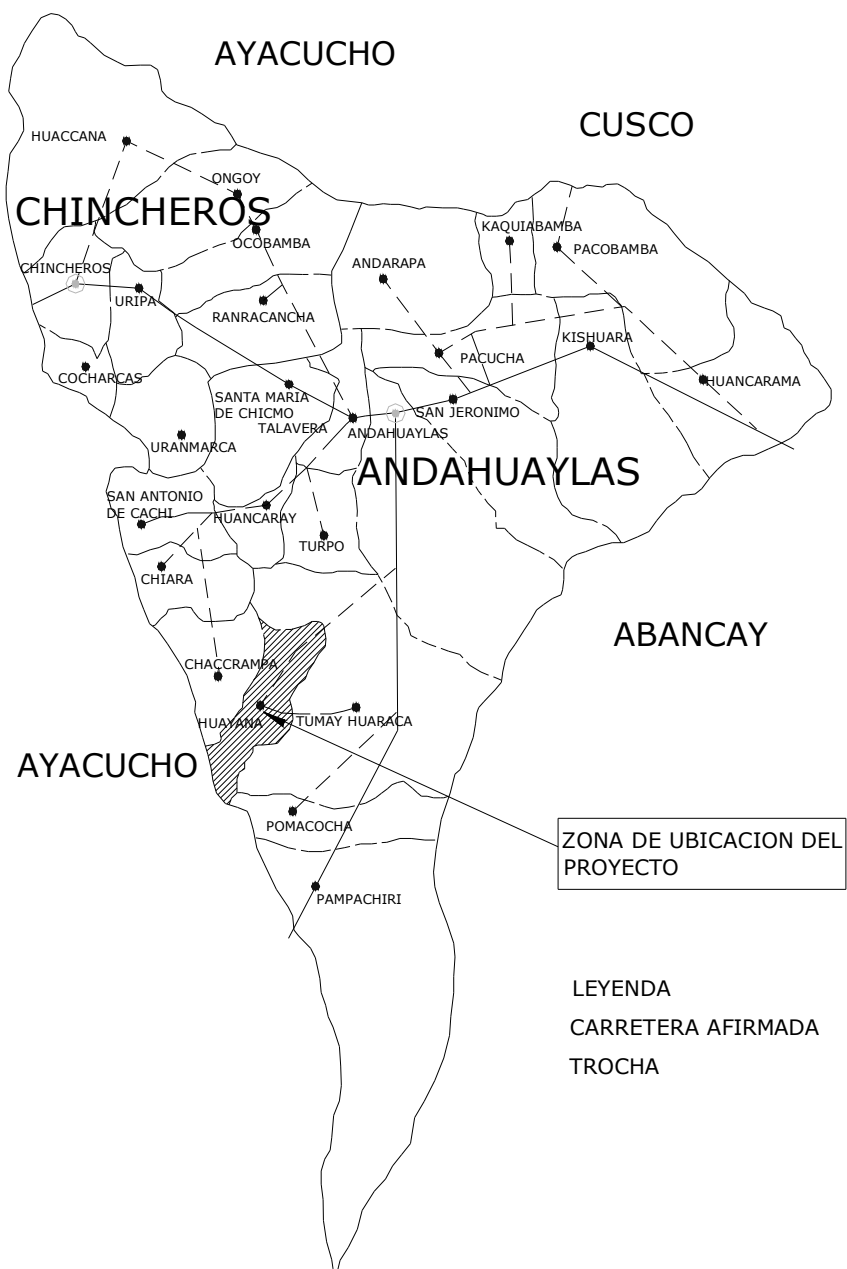 AYACUCHO
CUSCO
HUACCANA
ONGOY
CHINCHEROS
OCOBAMBA
KAQUIABAMBA
PACOBAMBA
CHINCHEROS
ANDARAPA
URIPA
RANRACANCHA
KISHUARA
PACUCHA
COCHARCAS
HUANCARAMA
SANTA MARIA
DE CHICMO
SAN JERONIMO
TALAVERA
ANDAHUAYLAS
URANMARCA
ANDAHUAYLAS
SAN ANTONIO
DE CACHI
HUANCARAY
TURPO
CHIARA
ABANCAY
CHACCRAMPA
HUAYANA
TUMAY HUARACA
AYACUCHO
POMACOCHA
ZONA DE UBICACION DEL
PROYECTO
PAMPACHIRI
LEYENDA
CARRETERA AFIRMADA
TROCHA